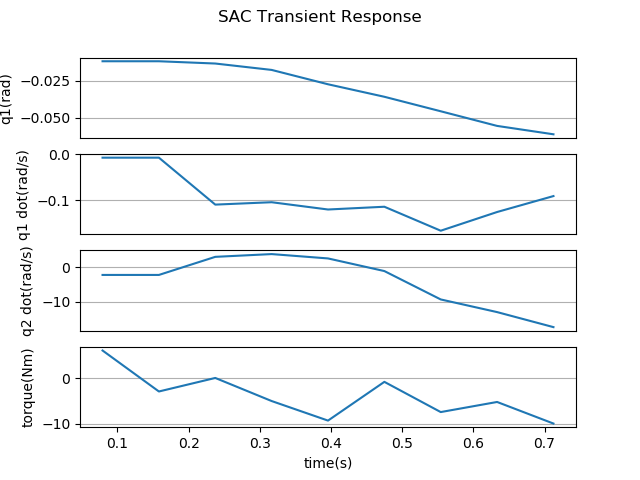 SAC Transient Response
q1(rad)
−0.025
−0.050
q1 dot(rad/s)
0.0
−0.1
q2 dot(rad/s)
0
−10
torque(Nm)
0
−10
0.1 0.2 0.3 0.4 0.5 0.6 0.7
time(s)